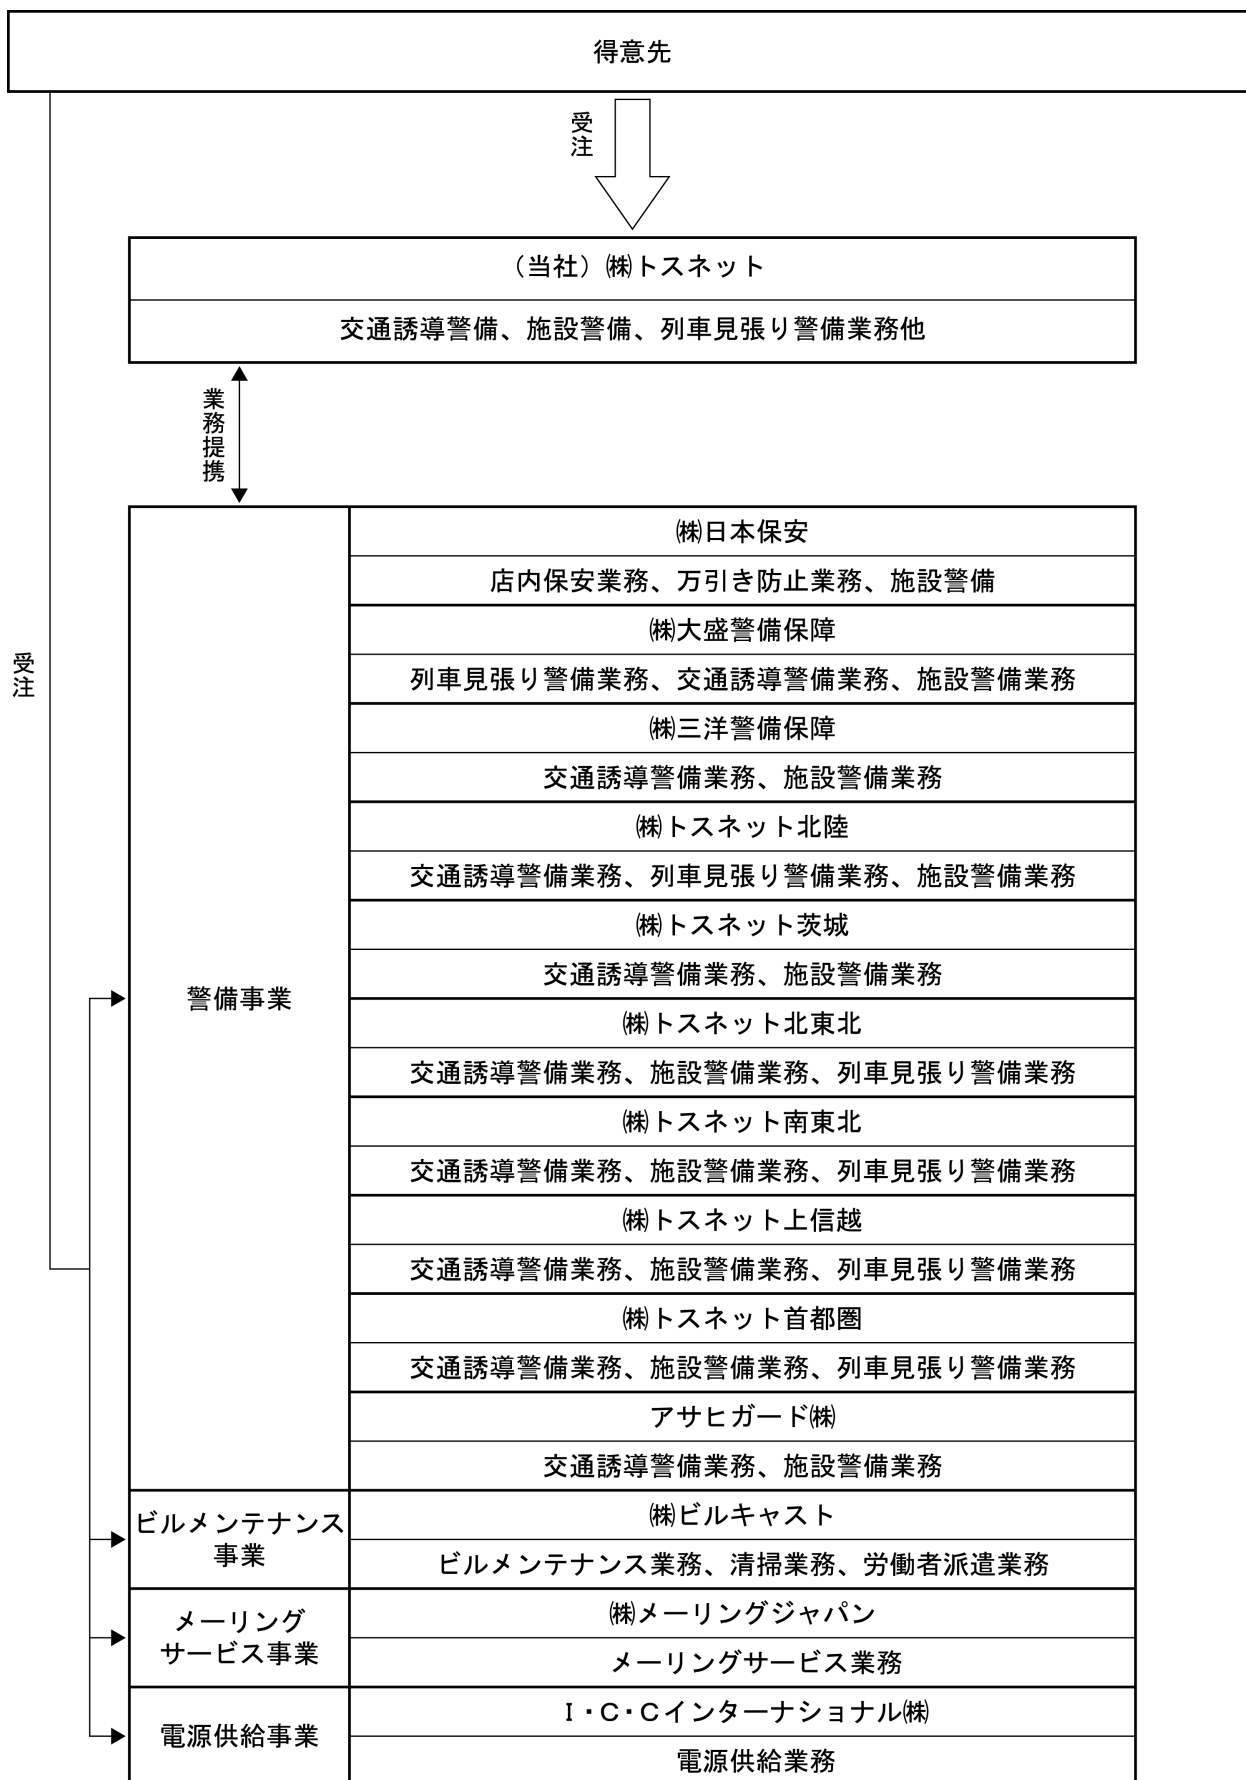 得意先
受注
（当社）㈱トスネット
交通誘導警備、施設警備、列車見張り警備業務他
業務提携
受注
警備事業
㈱日本保安
店内保安業務、万引き防止業務、施設警備
㈱大盛警備保障
列車見張り警備業務、交通誘導警備業務、施設警備業務
㈱三洋警備保障
交通誘導警備業務、施設警備業務
㈱トスネット北陸
交通誘導警備業務、列車見張り警備業務、施設警備業務
㈱トスネット茨城
交通誘導警備業務、施設警備業務
㈱トスネット北東北
交通誘導警備業務、施設警備業務、列車見張り警備業務
㈱トスネット南東北
交通誘導警備業務、施設警備業務、列車見張り警備業務
㈱トスネット上信越
交通誘導警備業務、施設警備業務、列車見張り警備業務
㈱トスネット首都圏
交通誘導警備業務、施設警備業務、列車見張り警備業務
アサヒガード㈱
交通誘導警備業務、施設警備業務
ビルメンテナンス
事業
㈱ビルキャスト
ビルメンテナンス業務、清掃業務、労働者派遣業務
メーリング
サービス事業
㈱メーリングジャパン
メーリングサービス業務
電源供給事業
Ｉ・Ｃ・Ｃインターナショナル㈱
電源供給業務